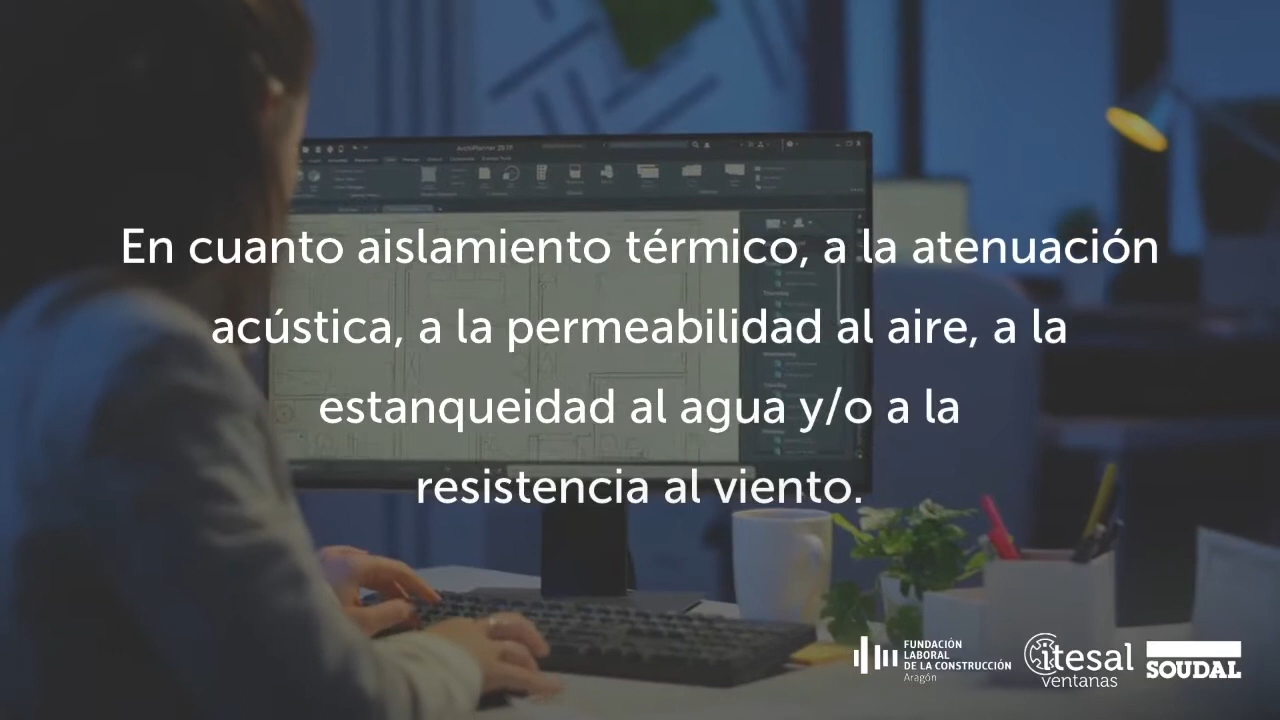 En cuanto aislamiento térmico, a la atenuación
acústica, a la permeabilidad al aire, a la
estanqueidad al agua y/o a la
resistencia al viento.
FUNDACIÓN
LABORAL
DE LA CONSTRUCCIÓN
Aragón
itesal
ventanas
SOUDAL